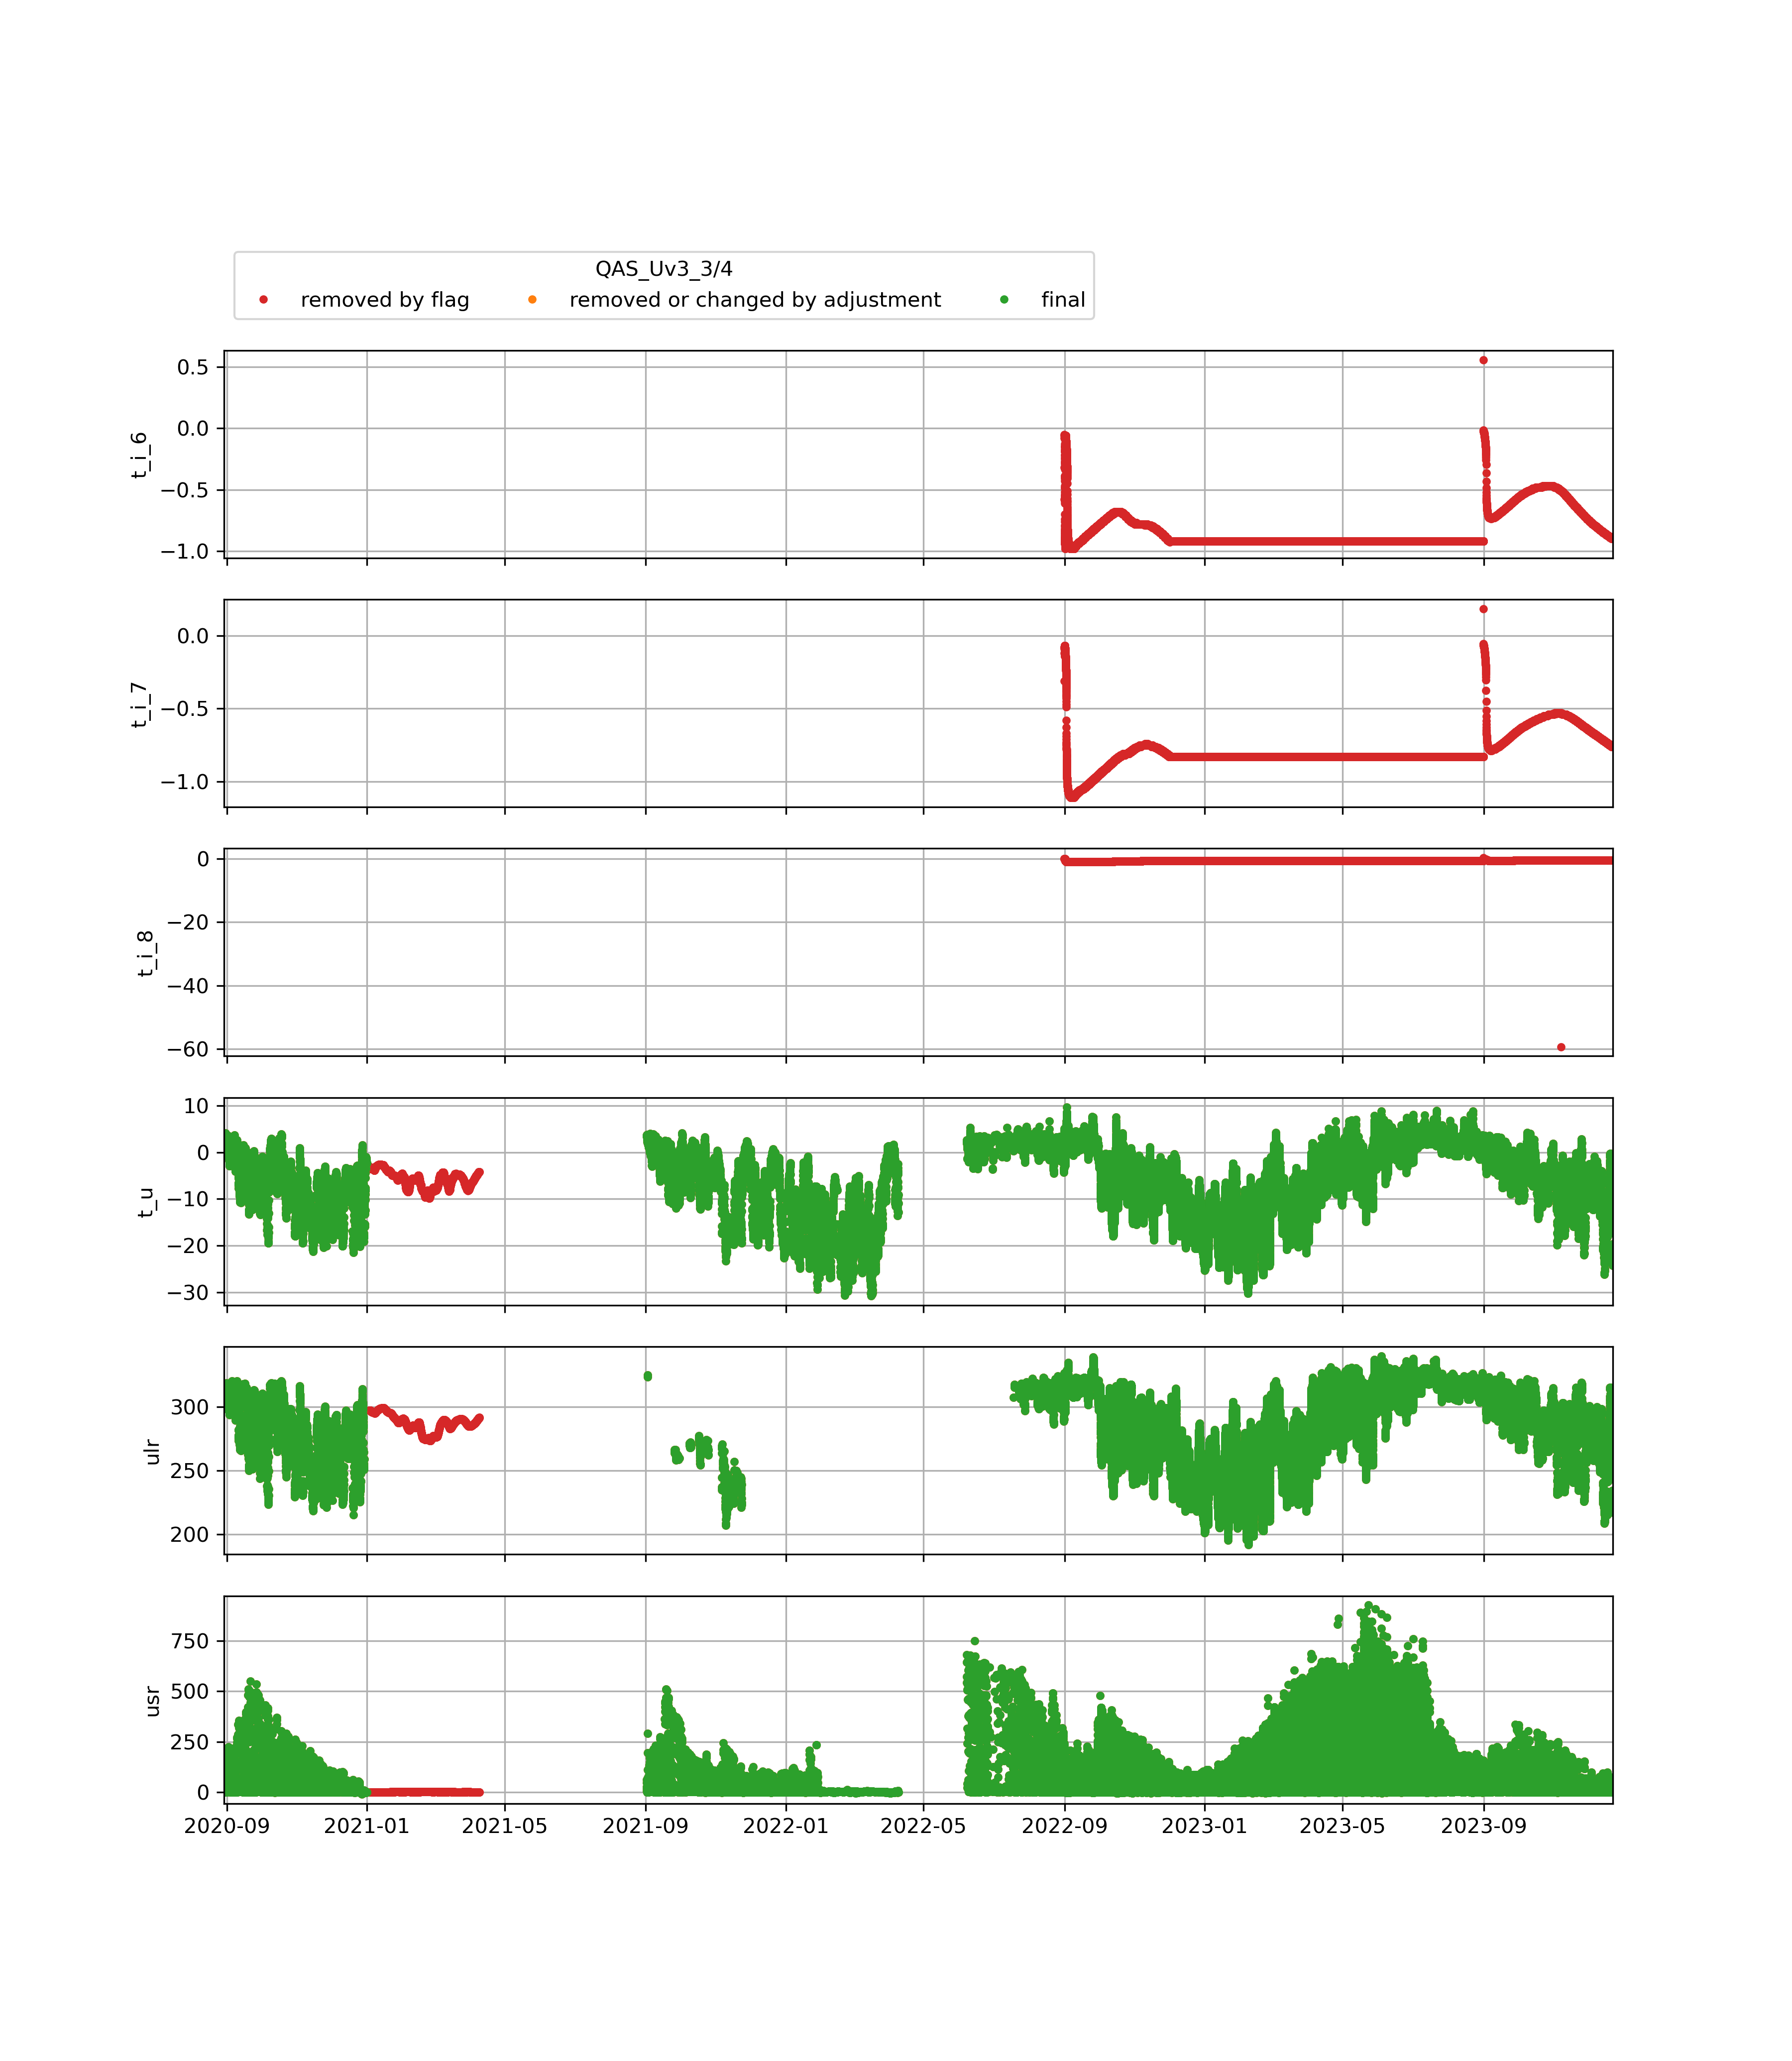 QAS_Uv3_3/4
removed by flag removed or changed by adjustment final
0.5
0.0
−0.5
−1.0
t_i_6
0.0
−0.5
−1.0
t_i_7
0
−20
−40
−60
t_i_8
10
0
−10
−20
−30
t_u
300
250
200
ulr
750
500
250
0
usr
2020-09 2021-01 2021-05 2021-09 2022-01 2022-05 2022-09 2023-01 2023-05 2023-09